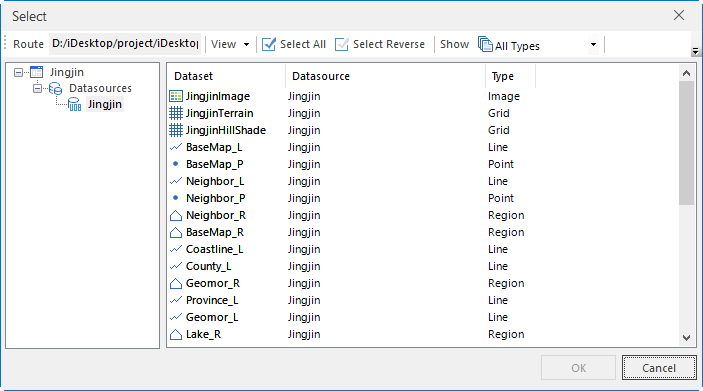 Select
Route D:/iDesktop/project/iDesktop View Select All Select Reverse Show All Types
Jingjin
Datasources
Jingjin
Dataset Datasource Type
JingjinImage Jingjin Image
JingjinTerrain Jingjin Grid
JingjinHillShade Jingjin Grid
BaseMap_L Jingjin Line
BaseMap_P Jingjin Point
Neighbor_L Jingjin Line
Neighbor_P Jingjin Point
Neighbor_R Jingjin Region
BaseMap_R Jingjin Region
Coastline_L Jingjin Line
County_L Jingjin Line
Geomor_R Jingjin Region
Province_L Jingjin Line
Geomor_L Jingjin Line
Lake_R Jingjin Region
OK Cancel